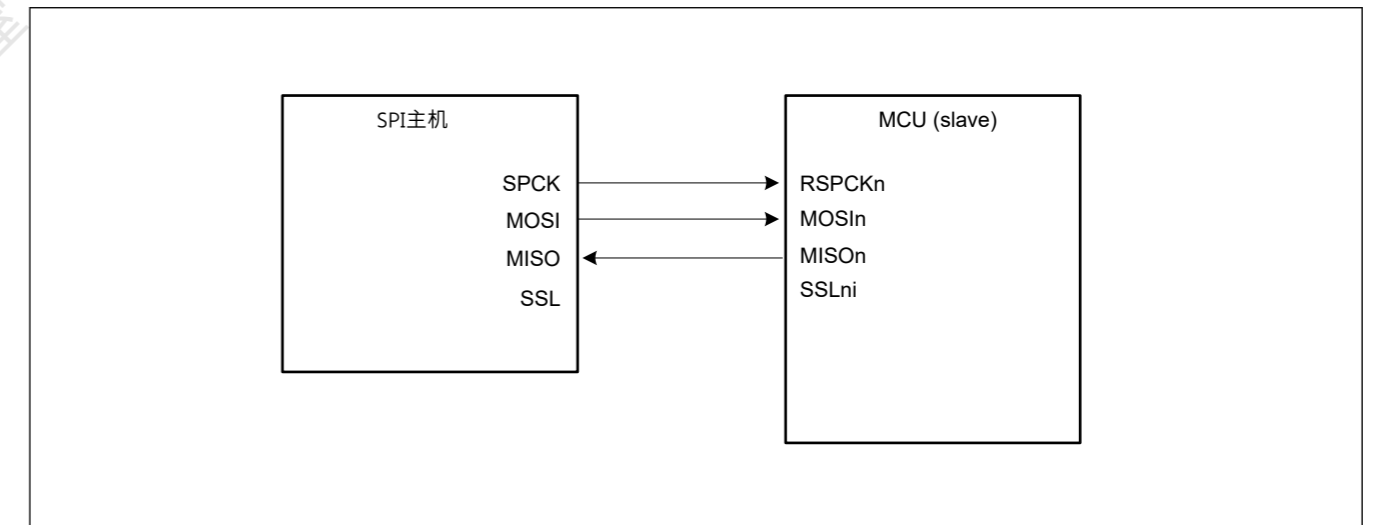 SPI主机
SPCK
MOSI
MISO
SSL
MCU (slave)
RSPCKn
MOSIn
MISOn
SSLni